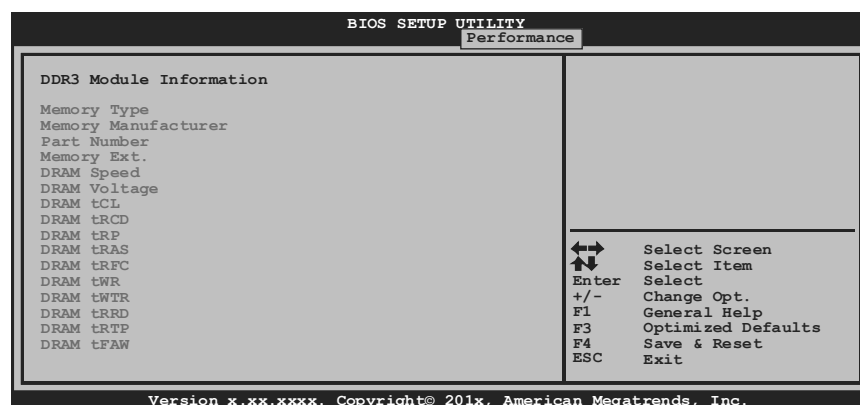 BIOS SETUP UTILITY
Performance
DDR3 Module Information
Memory Type
Memory Manufacturer
Part Number
Memory Ext.
DRAM Speed
DRAM Voltage
DRAM tCL
DRAM tRCD
DRAM tRP
DRAM tRAS
DRAM tRFC
DRAM tWR
DRAM tWTR
DRAM tRRD
DRAM tRTP
DRAM tFAW
Select Screen
Select Item
Enter Select
+/- Change Opt.
F1 General Help
F3 Optimized Defaults
F4 Save & Reset
ESC Exit
Version x.xx.xxxx. Copyright© 201x, American Megatrends, Inc.